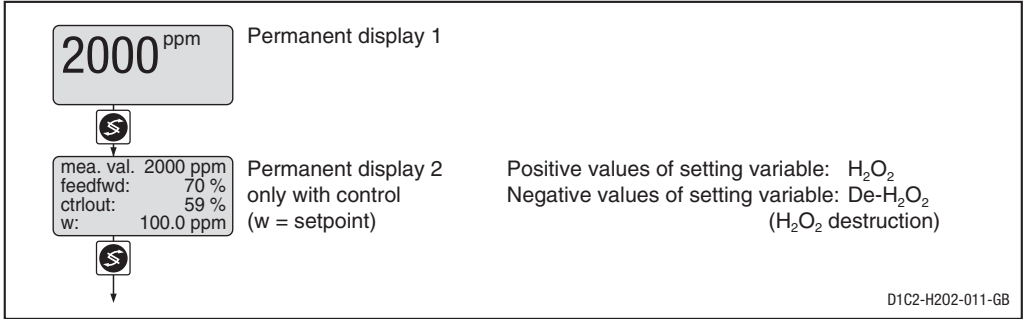 2000 ppm Permanent display 1
mea. val. 2000 ppm
feedfwd: 70 %
ctrlout: 59 %
w: 100.0 ppm
Permanent display 2
only with control
(w = setpoint)
Positive values of setting variable: H₂O₂
Negative values of setting variable: De-H₂O₂
(H₂O₂ destruction)
D1C2-H202-011-GB